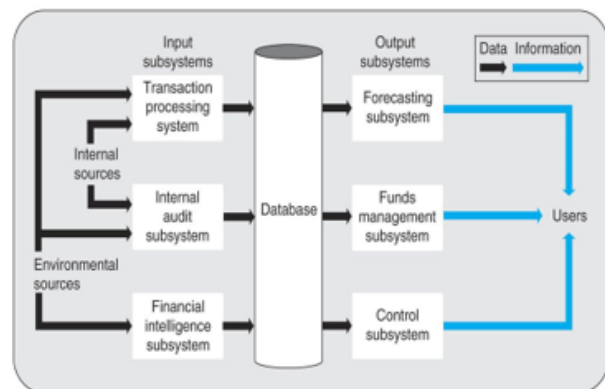 Input
subsystems
Output
subsystems
Data Information
Transaction
processing
system
Forecasting
subsystem
Internal
sources
Internal
audit
subsystem
Database
Funds
management
subsystem
Users
Environmental
sources
Financial
intelligence
subsystem
Control
subsystem